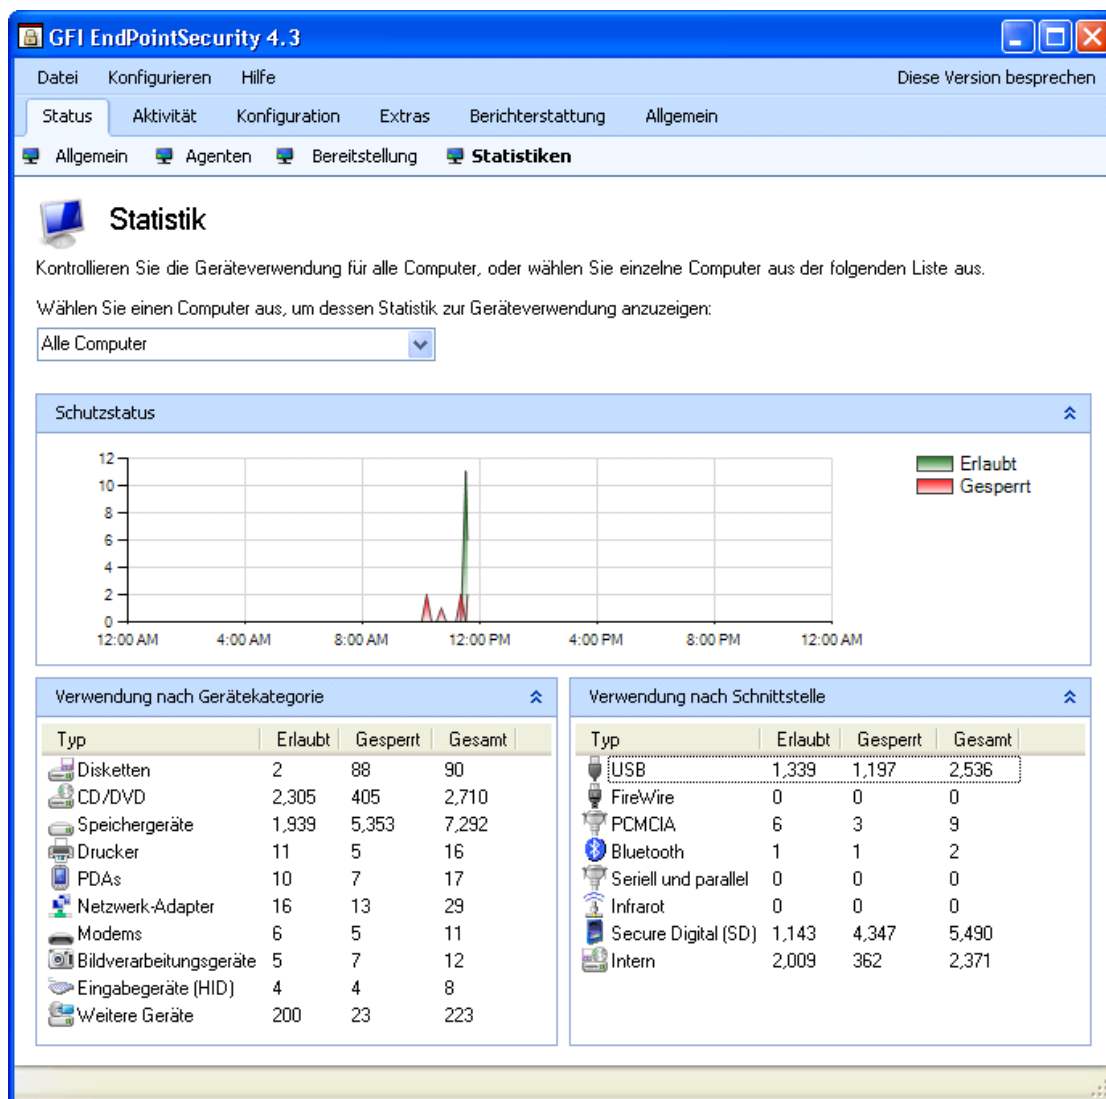 GFI EndPointSecurity 4.3
Datei Konfigurieren Hilfe Diese Version besprechen
Status Aktivität Konfiguration Extras Berichterstattung Allgemein
Allgemein Agenten Bereitstellung Statistiken
Statistik
Kontrollieren Sie die Geräteverwendung für alle Computer, oder wählen Sie einzelne Computer aus der folgenden Liste aus.
Wählen Sie einen Computer aus, um dessen Statistik zur Geräteverwendung anzuzeigen:
Alle Computer
Schutzstatus
12
10
8
6
4
2
0
12:00 AM 4:00 AM 8:00 AM 12:00 PM 4:00 PM 8:00 PM 12:00 AM
Erlaubt
Gesperrt
Verwendung nach Gerätekategorie
Typ Erlaubt Gesperrt Gesamt
Disketten 2 88 90
CD/DVD 2,305 405 2,710
Speichergeräte 1,939 5,353 7,292
Drucker 11 5 16
PDAs 10 7 17
Netzwerk-Adapter 16 13 29
Modems 6 5 11
Bildverarbeitungsgeräte 5 7 12
Eingabegeräte (HID) 4 4 8
Weitere Geräte 200 23 223
Verwendung nach Schnittstelle
Typ Erlaubt Gesperrt Gesamt
USB 1,339 1,197 2,536
FireWire 0 0 0
PCMCIA 6 3 9
Bluetooth 1 1 2
Seriell und parallel 0 0 0
Infrarot 0 0 0
Secure Digital (SD) 1,143 4,347 5,490
Intern 2,009 362 2,371